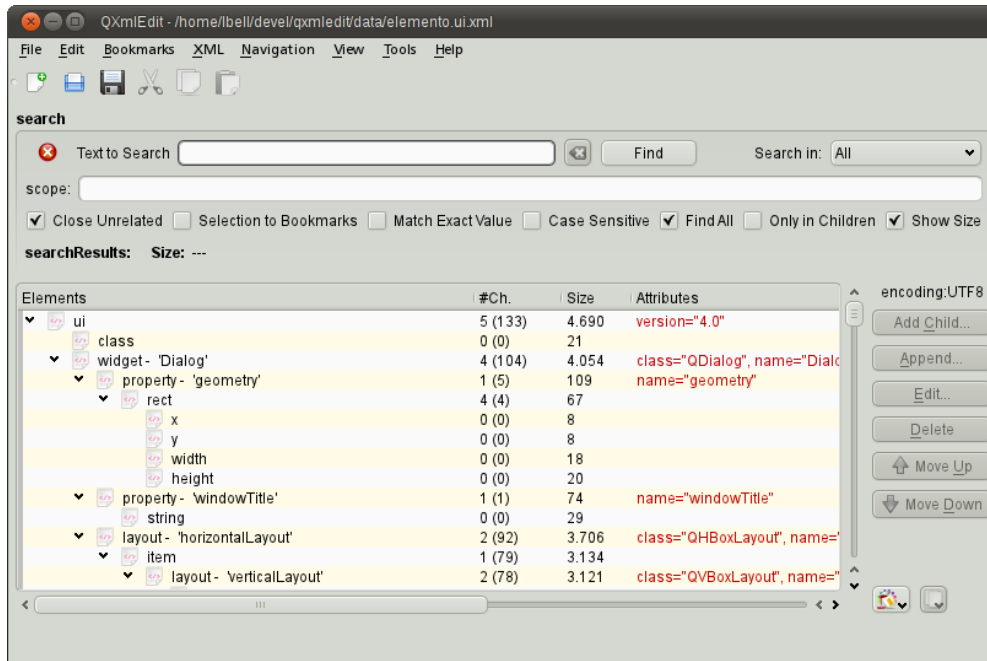 QXmlEdit - /home/lbell/devel/qxmledit/data/elemento.ui.xml
File Edit Bookmarks XML Navigation View Tools Help
search
Text to Search Find Search in: All
scope:
Close Unrelated Selection to Bookmarks Match Exact Value Case Sensitive Find All Only in Children Show Size
searchResults: Size: ---
Elements #Ch. Size Attributes
encoding:UTF8
ui 5 (133) 4.690 version="4.0"
Add Child...
class 0 (0) 21
widget - 'Dialog' 4 (104) 4.054 class="QDialog", name="Dialo
Append...
property - 'geometry' 1 (5) 109 name="geometry"
rect 4 (4) 67
Edit...
x 0 (0) 8
y 0 (0) 8
Delete
width 0 (0) 18
height 0 (0) 20
Move Up
property - 'windowTitle' 1 (1) 74 name="windowTitle"
Move Down
string 0 (0) 29
layout - 'horizontalLayout' 2 (92) 3.706 class="QHBoxLayout", name="
item 1 (79) 3.134
layout - 'verticalLayout' 2 (78) 3.121 class="QVBoxLayout", name="